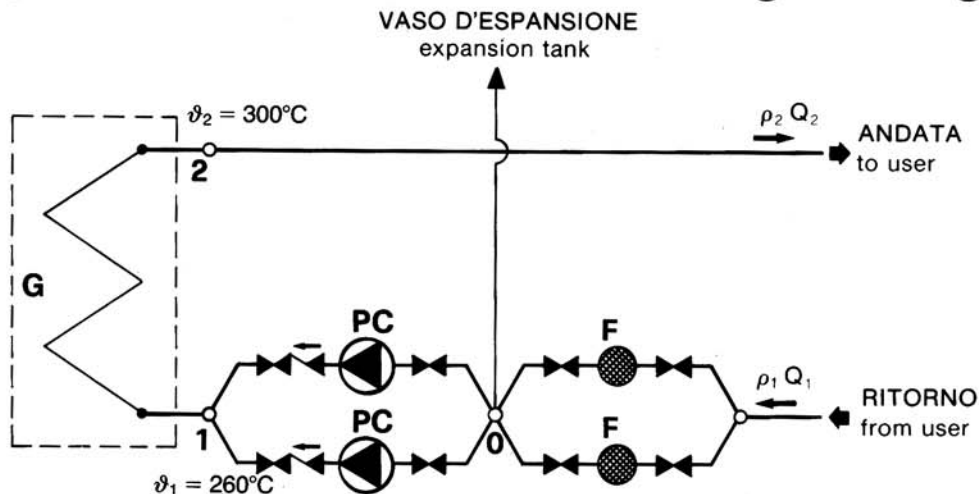 VASO D'ESPANSIONE
expansion tank
ϑ₂ = 300°C
ρ₂ Q₂
2
ANDATA
to user
G
PC
F
ρ₁ Q₁
RITORNO
from user
1
PC
0
F
ϑ₁ = 260°C